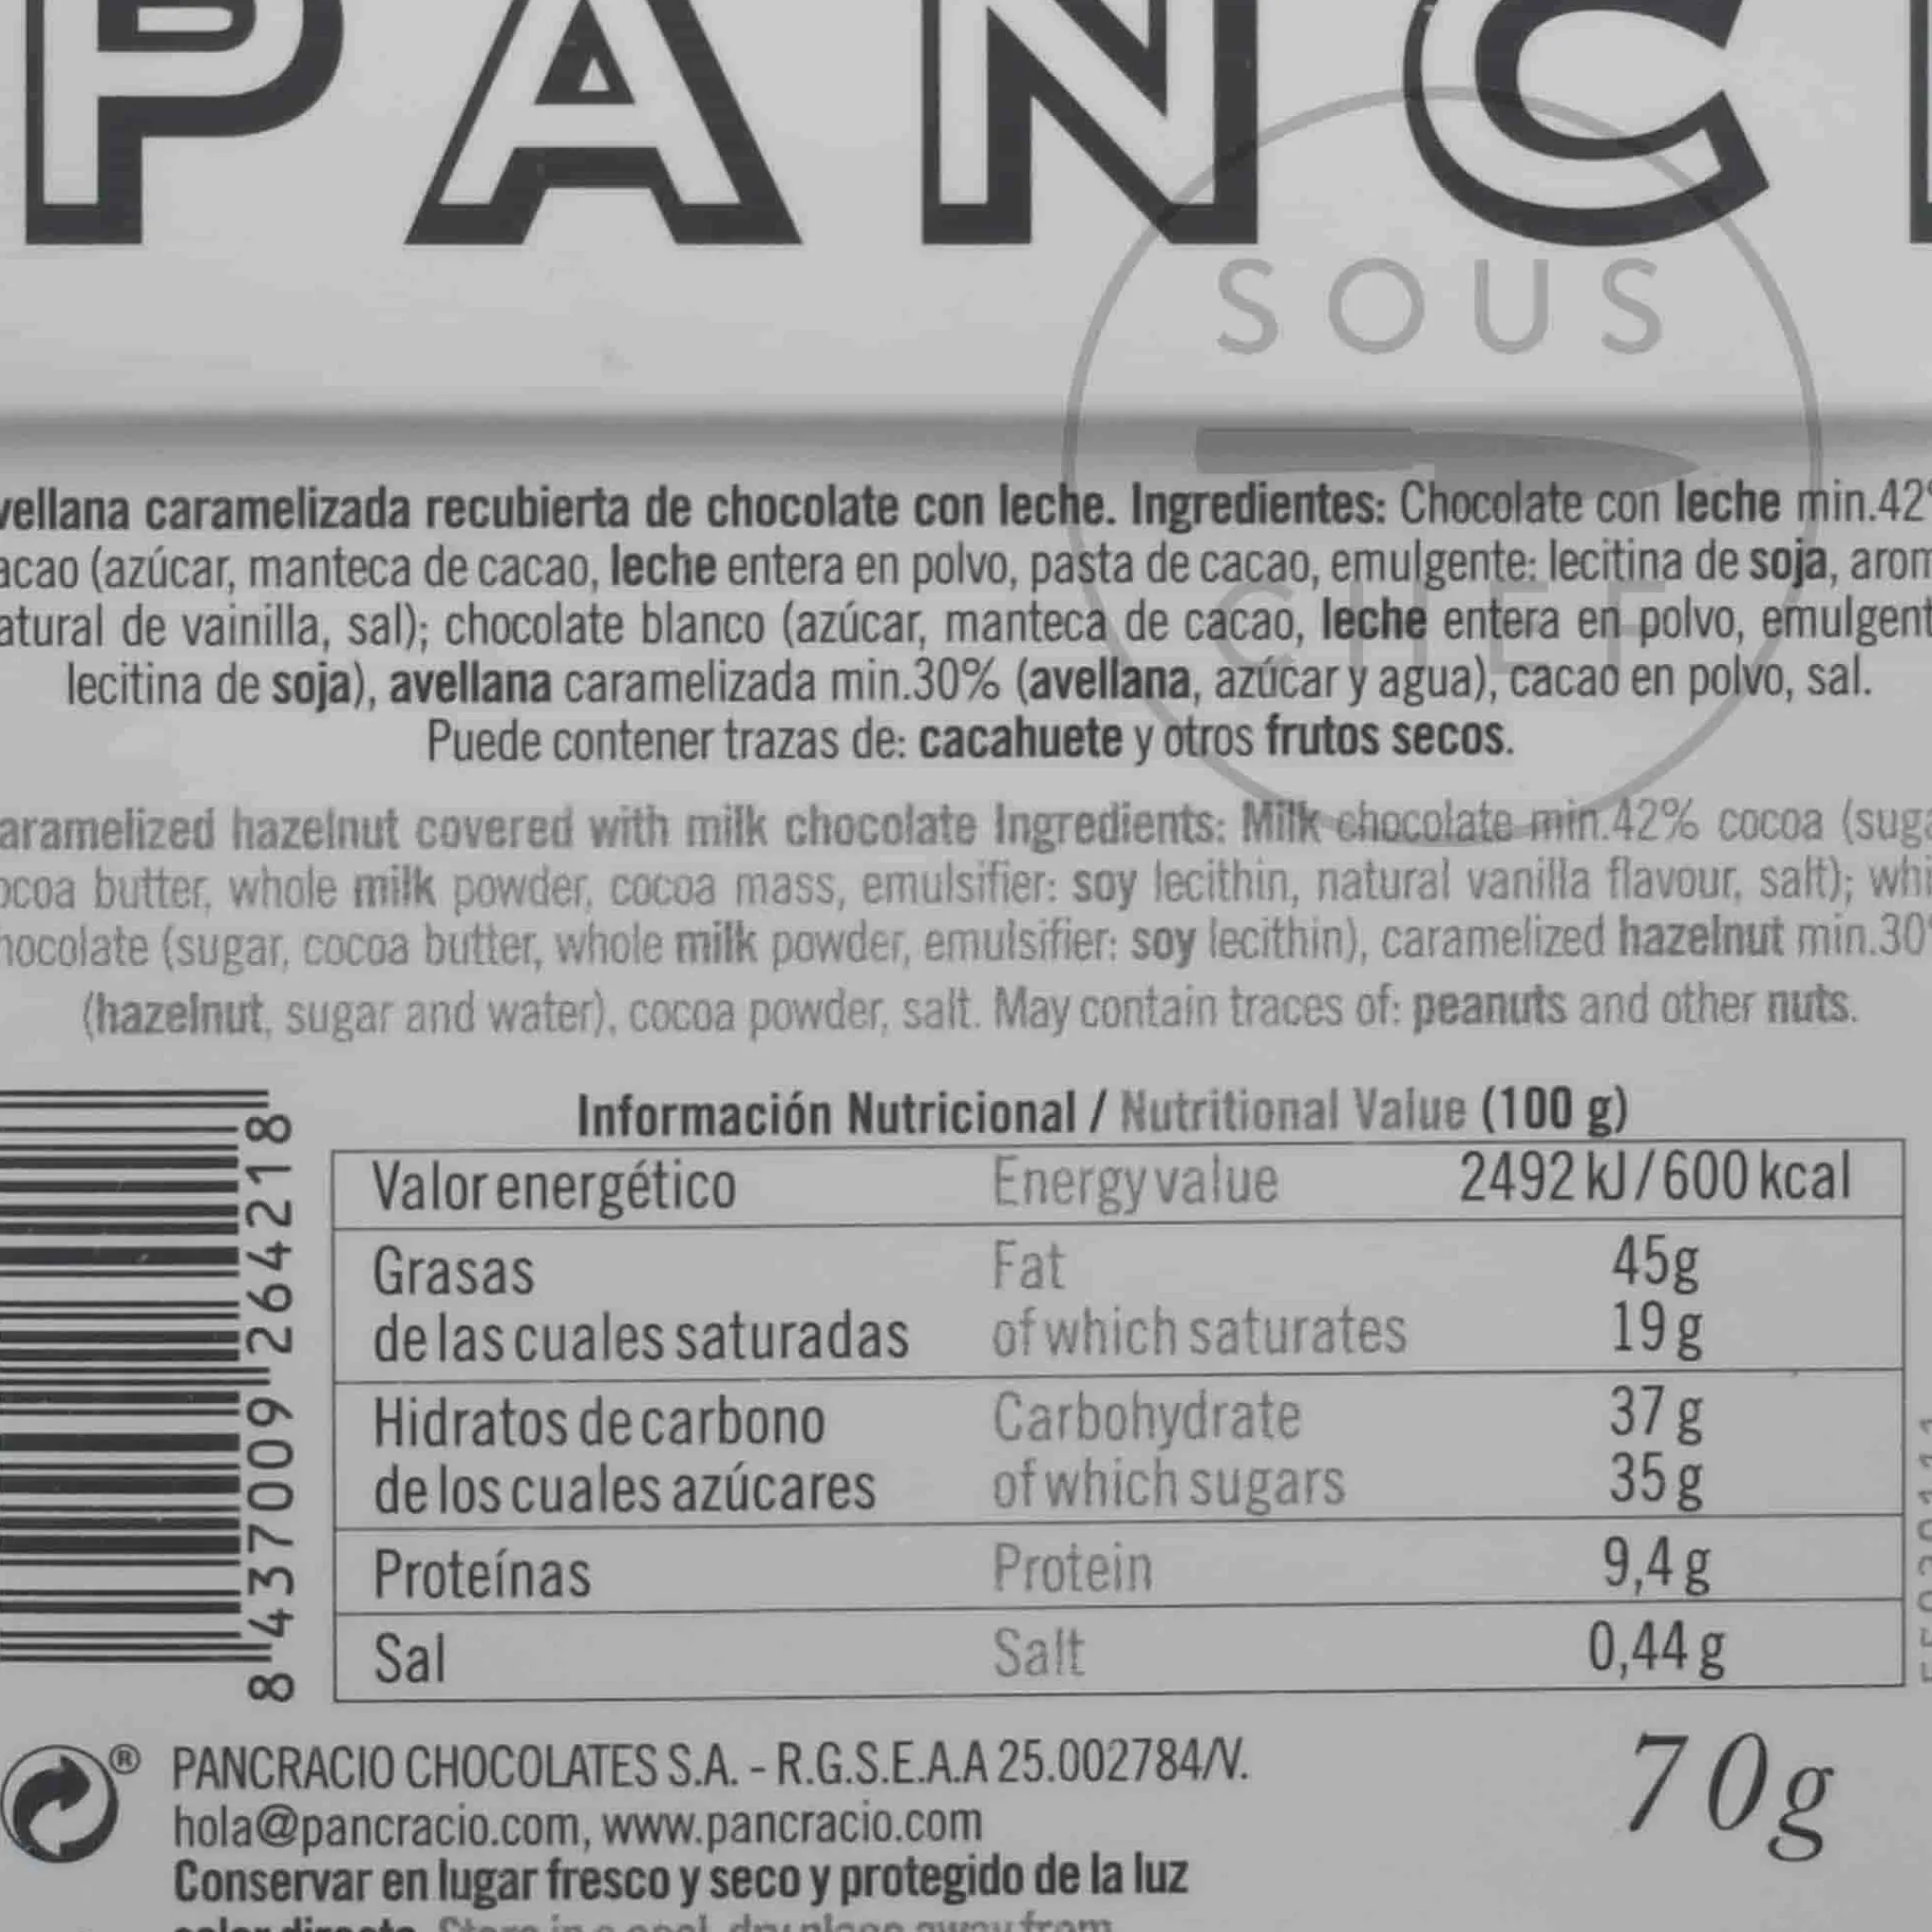 PANC
SOUS
CHEF
vellana caramelizada recubierta de chocolate con leche. Ingredientes: Chocolate con leche min.42%
acao (azúcar, manteca de cacao, leche entera en polvo, pasta de cacao, emulgente: lecitina de soja, arom
atural de vainilla, sal); chocolate blanco (azúcar, manteca de cacao, leche entera en polvo, emulgent
lecitina de soja), avellana caramelizada min.30% (avellana, azúcar y agua), cacao en polvo, sal.
Puede contener trazas de: cacahuete y otros frutos secos.
aramelized hazelnut covered with milk chocolate Ingredients: Milk chocolate min.42% cocoa (suga
ocoa butter, whole milk powder, cocoa mass, emulsifier: soy lecithin, natural vanilla flavour, salt); whi
hocolate (sugar, cocoa butter, whole milk powder, emulsifier: soy lecithin), caramelized hazelnut min.30%
(hazelnut, sugar and water), cocoa powder, salt. May contain traces of: peanuts and other nuts.
8 437009 264218
Información Nutricional / Nutritional Value (100 g)
Valor energético Energy value 2492 kJ/600 kcal
Grasas Fat 45g
de las cuales saturadas of which saturates 19 g
Hidratos de carbono Carbohydrate 37 g
de los cuales azúcares of which sugars 35 g
Proteínas Protein 9,4 g
Sal Salt 0,44 g
® PANCRACIO CHOCOLATES S.A. - R.G.S.E.A.A 25.002784/V.
hola@pancracio.com, www.pancracio.com
70g
Conservar en lugar fresco y seco y protegido de la luz